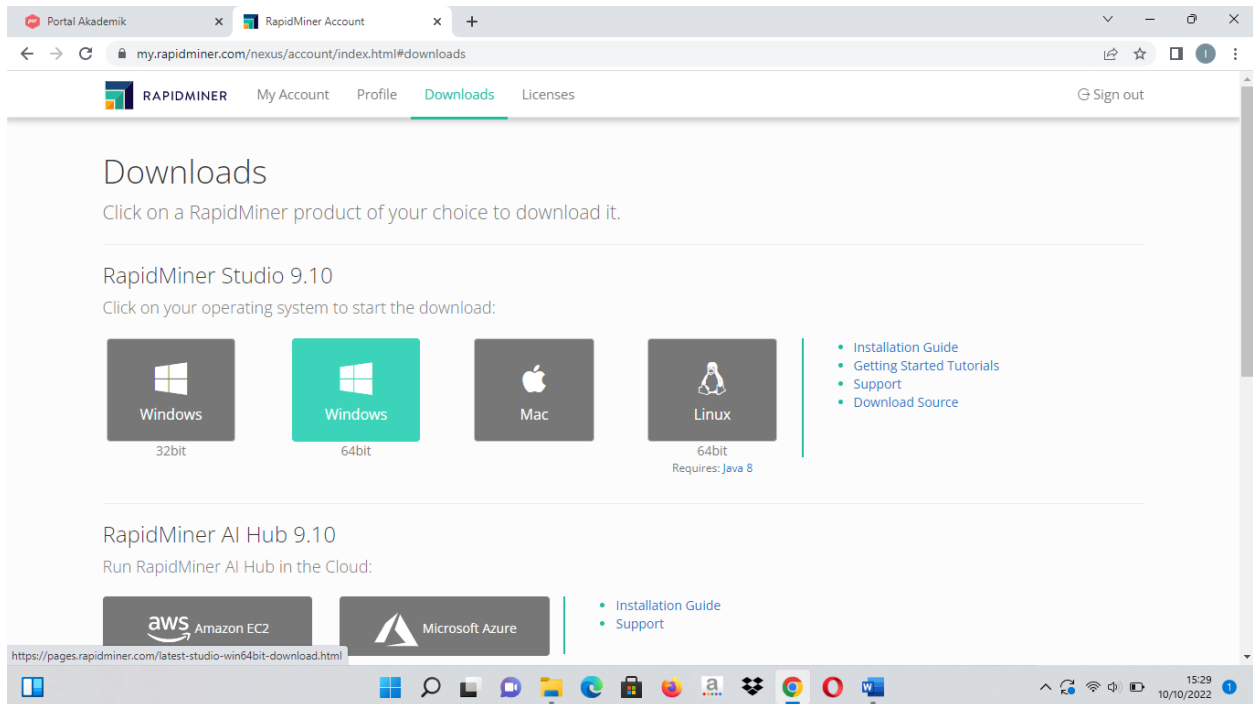 Portal Akademik
RapidMiner Account
my.rapidminer.com/nexus/account/index.html#downloads
I
RAPIDMINER
My Account
Profile
Downloads
Licenses
Sign out
Downloads
Click on a RapidMiner product of your choice to download it.
RapidMiner Studio 9.10
Click on your operating system to start the download:
Windows
32bit
Windows
64bit
Mac
Linux
64bit
Requires: Java 8
Installation Guide
Getting Started Tutorials
Support
Download Source
RapidMiner AI Hub 9.10
Run RapidMiner AI Hub in the Cloud:
aws Amazon EC2
Microsoft Azure
Installation Guide
Support
https://pages.rapidminer.com/latest-studio-win64bit-download.html
a
W
15:29
10/10/2022
1